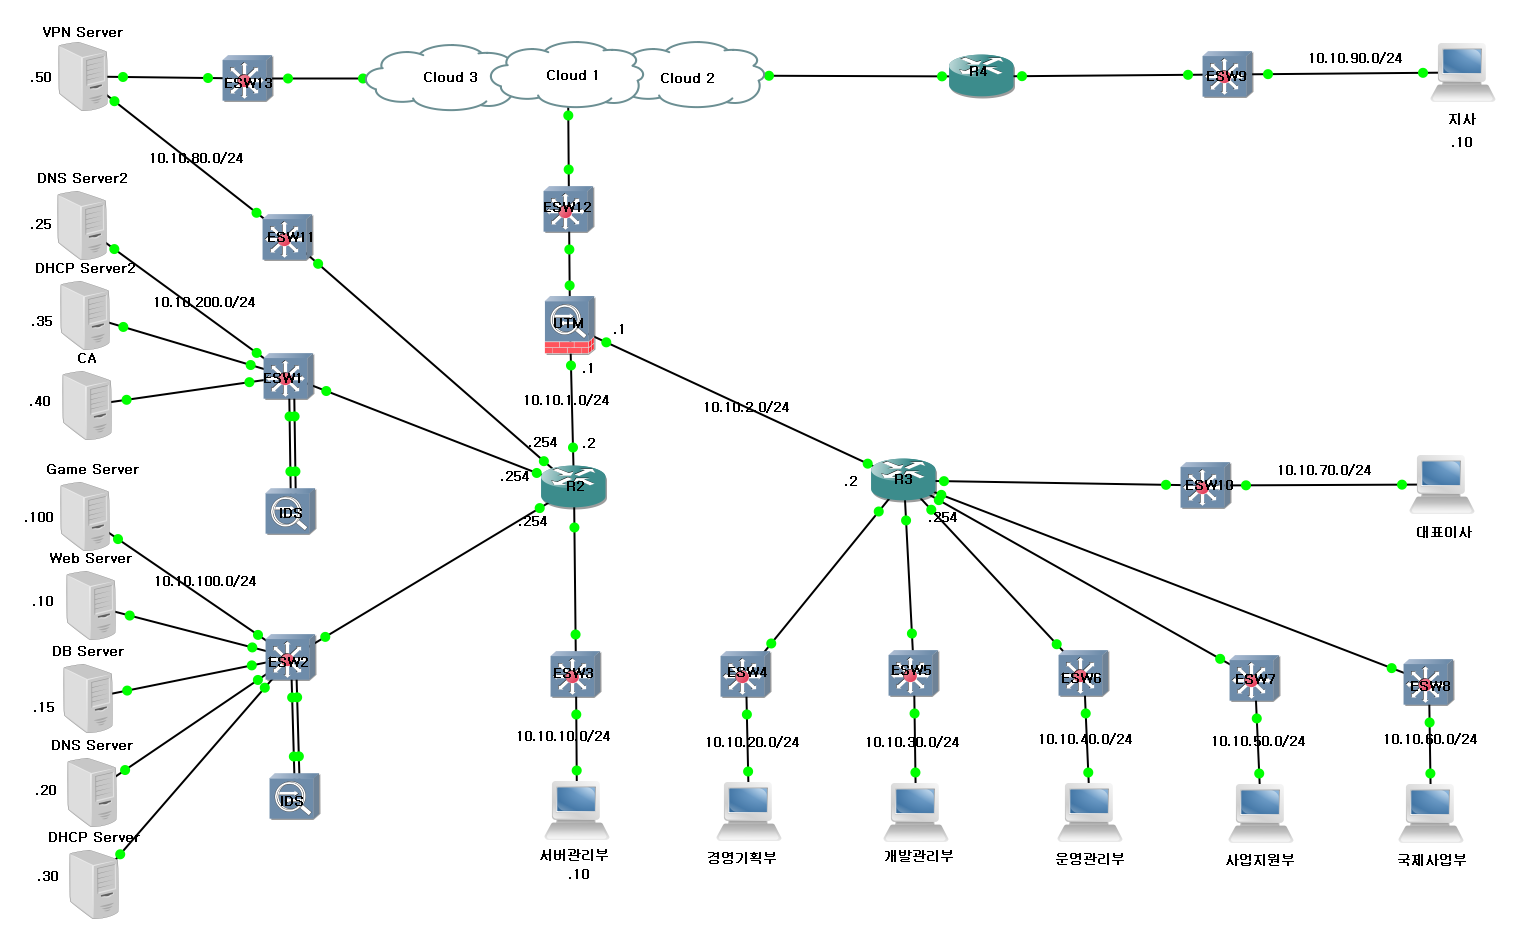 VPN Server
.50
ESW13
Cloud 3
Cloud 1
Cloud 2
R4
ESW9
10.10.90.0/24
지사
.10
10.10.80.0/24
DNS Server2
.25
ESW11
ESW12
DHCP Server2
10.10.200.0/24
.35
UTM
.1
CA
.1
ESW1
.40
10.10.1.0/24
10.10.2.0/24
.254
.2
Game Server
.254
R2
.2
R3
ESW10
10.10.70.0/24
.100
IDS
.254
.254
대표이사
Web Server
10.10.100.0/24
.10
DB Server
ESW2
ESW3
ESW4
ESW5
ESW6
ESW7
ESW8
.15
DNS Server
10.10.10.0/24
10.10.20.0/24
10.10.30.0/24
10.10.40.0/24
10.10.50.0/24
10.10.60.0/24
.20
IDS
DHCP Server
.30
서버관리부
.10
경영기획부
개발관리부
운영관리부
사업지원부
국제사업부